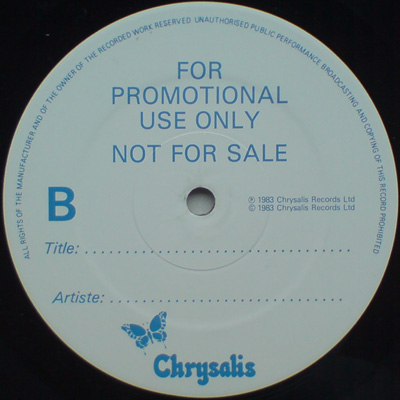 ALL RIGHTS OF THE MANUFACTURER AND OF THE OWNER OF THE RECORDED WORK RESERVED UNAUTHORISED PUBLIC PERFORMANCE BROADCASTING AND COPYING OF THIS RECORD PROHIBITED
FOR
PROMOTIONAL
USE ONLY
NOT FOR SALE
B
℗ 1983 Chrysalis Records Ltd
© 1983 Chrysalis Records Ltd
Title:......................................
Artiste:..................................
Chrysalis